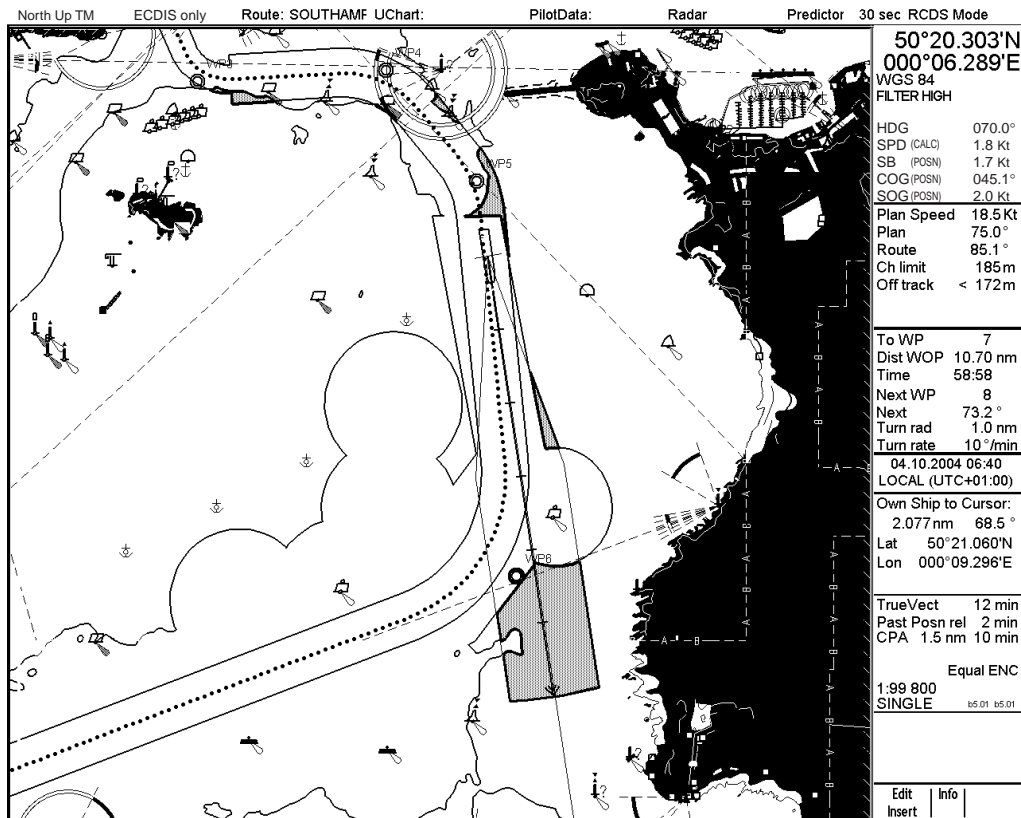 North Up TM ECDIS only Route: SOUTHAMF UChart: PilotData: Radar Predictor 30 sec RCDS Mode
50°20.303'N
000°06.289'E
WGS 84
FILTER HIGH
HDG 070.0°
SPD (CALC) 1.8 Kt
SB (POSN) 1.7 Kt
COG (POSN) 045.1°
SOG (POSN) 2.0 Kt
Plan Speed 18.5 Kt
Plan 75.0°
Route 85.1°
Ch limit 185 m
Off track < 172 m
To WP 7
Dist WOP 10.70 nm
Time 58:58
Next WP 8
Next 73.2°
Turn rad 1.0 nm
Turn rate 10°/min
04.10.2004 06:40
LOCAL (UTC+01:00)
Own Ship to Cursor:
2.077 nm 68.5°
Lat 50°21.060'N
Lon 000°09.296'E
TrueVect 12 min
Past Posn rel 2 min
CPA 1.5 nm 10 min
Equal ENC
1:99 800
SINGLE b5.01 b5.01
Edit Info
Insert
WP4
WP5
WP6
A
B
A
B
A
B
A
B
A
B
A
B
A
B